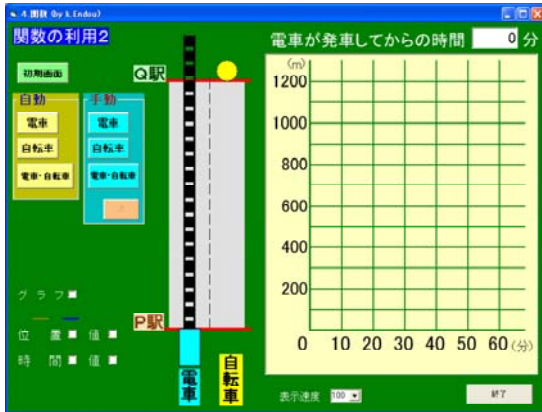 4.関数 (by k.Endou)
関数の利用2
電車が発車してからの時間 0 分
初期画面
Q駅
自動
手動
電車
電車
自転車
自転車
電車・自転車
電車・自転車
(m)
1200
1000
800
600
400
200
0 10 20 30 40 50 60 (分)
グラフ
位 置 値
時 間 値
P駅
電車
自転車
表示速度 100
終了